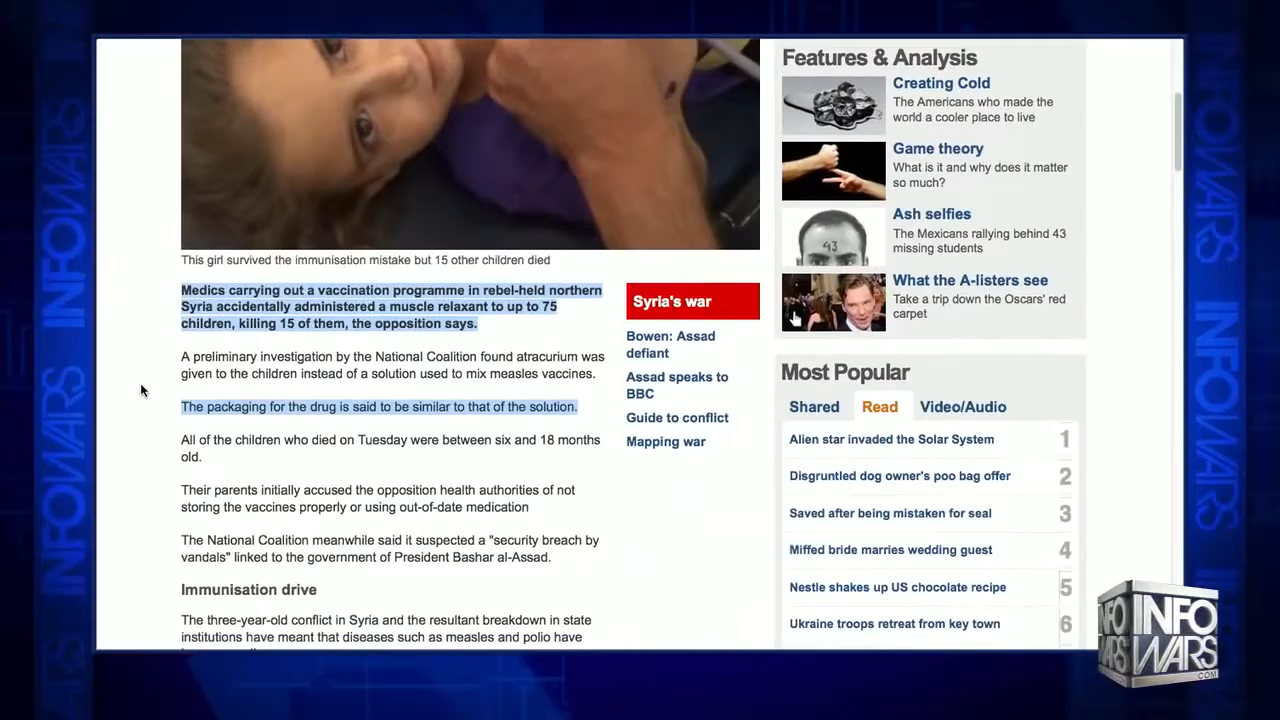 This girl survived the immunisation mistake but 15 other children died
Medics carrying out a vaccination programme in rebel-held northern
Syria accidentally administered a muscle relaxant to up to 75
children, killing 15 of them, the opposition says.
A preliminary investigation by the National Coalition found atracurium was
given to the children instead of a solution used to mix measles vaccines.
The packaging for the drug is said to be similar to that of the solution.
All of the children who died on Tuesday were between six and 18 months
old.
Their parents initially accused the opposition health authorities of not
storing the vaccines properly or using out-of-date medication
The National Coalition meanwhile said it suspected a "security breach by
vandals" linked to the government of President Bashar al-Assad.
Immunisation drive
The three-year-old conflict in Syria and the resultant breakdown in state
institutions have meant that diseases such as measles and polio have
Syria's war
Bowen: Assad
defiant
Assad speaks to
BBC
Guide to conflict
Mapping war
Features & Analysis
Creating Cold
The Americans who made the
world a cooler place to live
Game theory
What is it and why does it matter
so much?
43
Ash selfies
The Mexicans rallying behind 43
missing students
What the A-listers see
Take a trip down the Oscars' red
carpet
Most Popular
Shared Read Video/Audio
Alien star invaded the Solar System 1
Disgruntled dog owner's poo bag offer 2
Saved after being mistaken for seal 3
Miffed bride marries wedding guest 4
Nestle shakes up US chocolate recipe 5
Ukraine troops retreat from key town 6
INFOWARS
INFOWARS
INFOWARS
INFOWARS
INFO
WARS
.COM